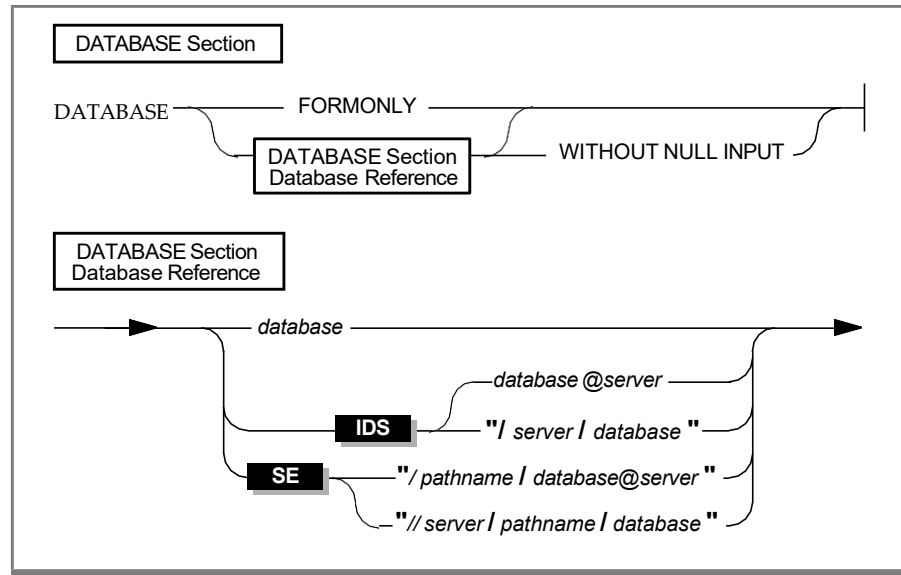 DATABASE Section
DATABASE
FORMONLY
DATABASE Section
Database Reference
WITHOUT NULL INPUT
DATABASE Section
Database Reference
database
database @server
IDS
"/ server / database "
SE
"/ pathname / database@server "
"// server / pathname / database "